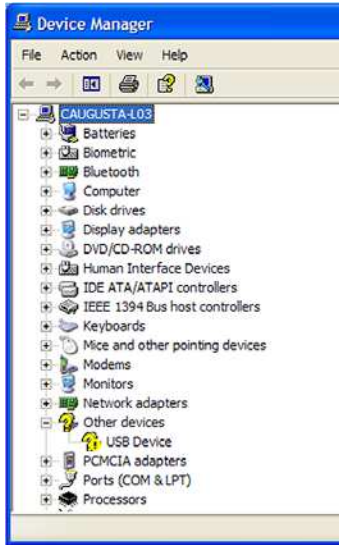 Device Manager
File Action View Help
CAUGUSTA-L03
Batteries
Biometric
Bluetooth
Computer
Disk drives
Display adapters
DVD/CD-ROM drives
Human Interface Devices
IDE ATA/ATAPI controllers
IEEE 1394 Bus host controllers
Keyboards
Mice and other pointing devices
Modems
Monitors
Network adapters
Other devices
USB Device
PCMCIA adapters
Ports (COM & LPT)
Processors